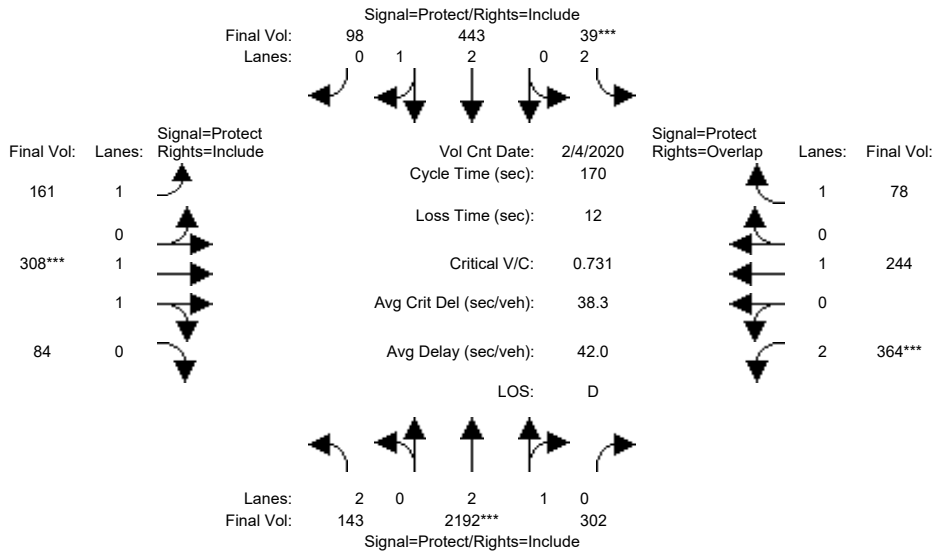 Signal=Protect/Rights=Include
Final Vol: 98 443 39***
Lanes: 0 1 2 0 2
Signal=Protect Signal=Protect
Final Vol: Lanes: Rights=Include Vol Cnt Date: 2/4/2020 Rights=Overlap Lanes: Final Vol:
Cycle Time (sec): 170
161 1 1 78
Loss Time (sec): 12
0 0
308*** 1 Critical V/C: 0.731 1 244
1 Avg Crit Del (sec/veh): 38.3 0
84 0 Avg Delay (sec/veh): 42.0 2 364***
LOS: D
Lanes: 2 0 2 1 0
Final Vol: 143 2192*** 302
Signal=Protect/Rights=Include